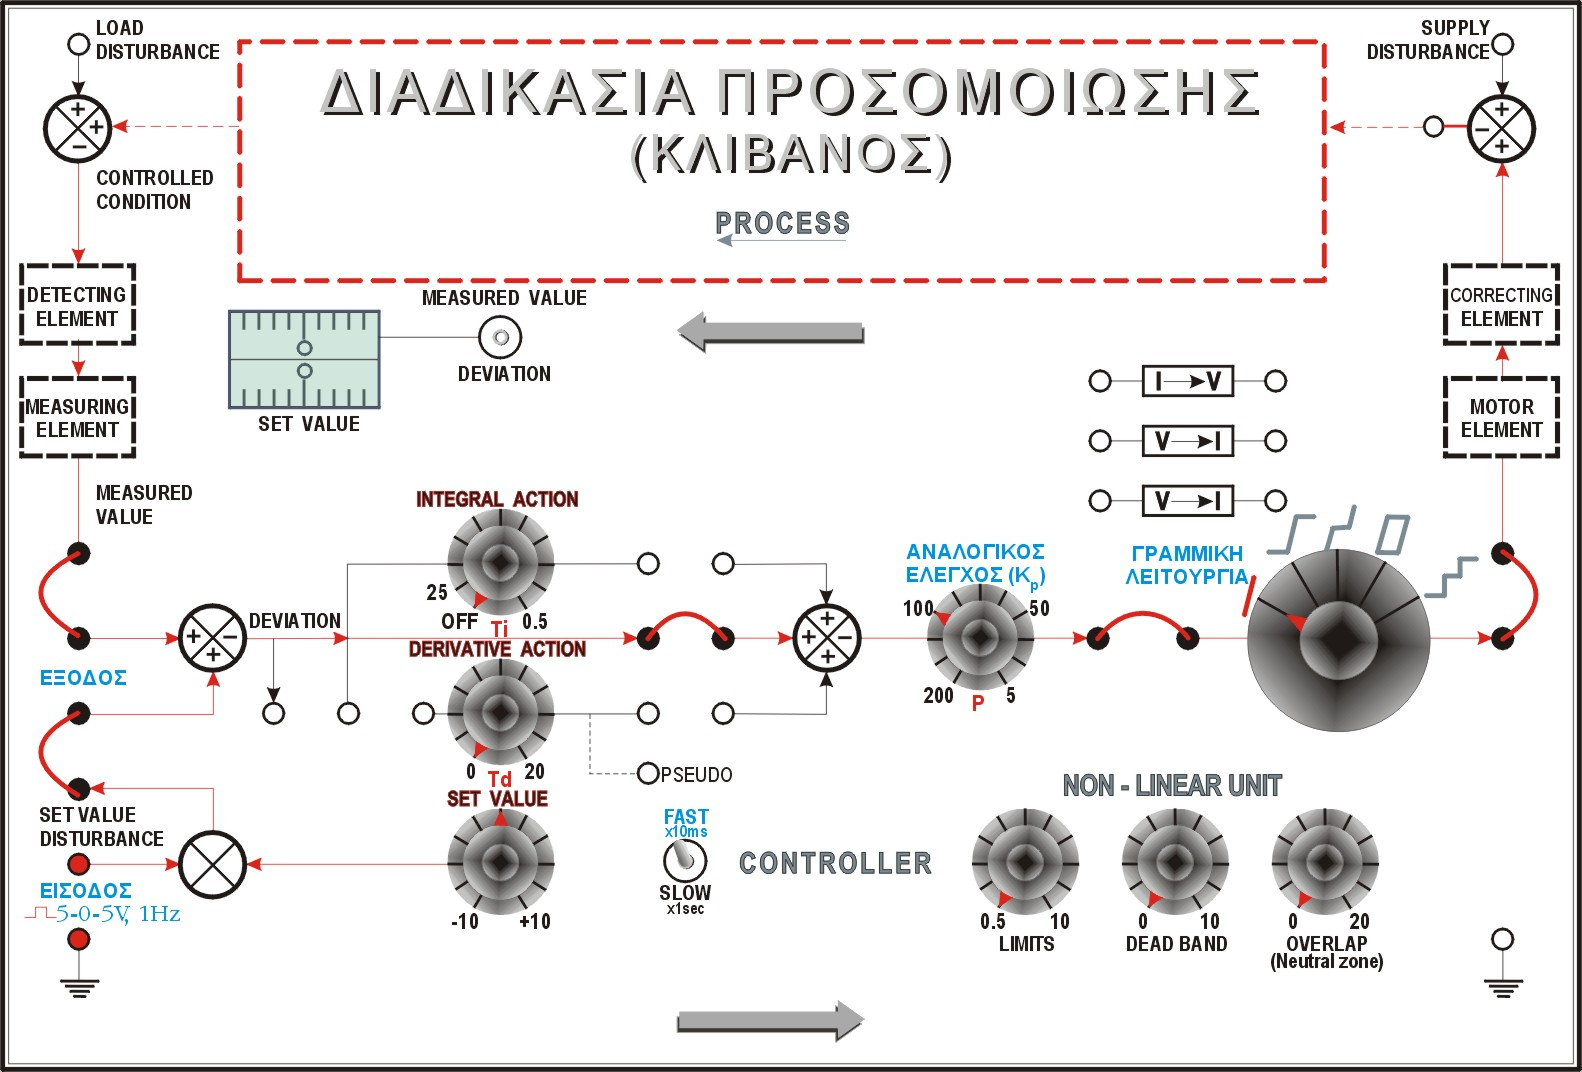 LOAD
DISTURBANCE
SUPPLY
DISTURBANCE
ΔΙΑΔΙΚΑΣΙΑ ΠΡΟΣΟΜΟΙΩΣΗΣ
(ΚΛΙΒΑΝΟΣ)
PROCESS
+
+
−
+
−
+
CONTROLLED
CONDITION
DETECTING
ELEMENT
MEASURING
ELEMENT
MEASURED VALUE
DEVIATION
SET VALUE
CORRECTING
ELEMENT
MOTOR
ELEMENT
I → V
V → I
V → I
MEASURED
VALUE
INTEGRAL ACTION
25
OFF Ti 0.5
DEVIATION
+ −
DERIVATIVE ACTION
0 Td 20
PSEUDO
+
+
+
ΑΝΑΛΟΓΙΚΟΣ
ΕΛΕΓΧΟΣ (Kp)
100 50
200 P 5
ΓΡΑΜΜΙΚΗ
ΛΕΙΤΟΥΡΓΙΑ
ΕΞΟΔΟΣ
SET VALUE
DISTURBANCE
ΕΙΣΟΔΟΣ
5-0-5V, 1Hz
SET VALUE
-10 +10
FAST
x10ms
SLOW
x1sec
CONTROLLER
NON - LINEAR UNIT
0.5 10
LIMITS
0 10
DEAD BAND
0 20
OVERLAP
(Neutral zone)